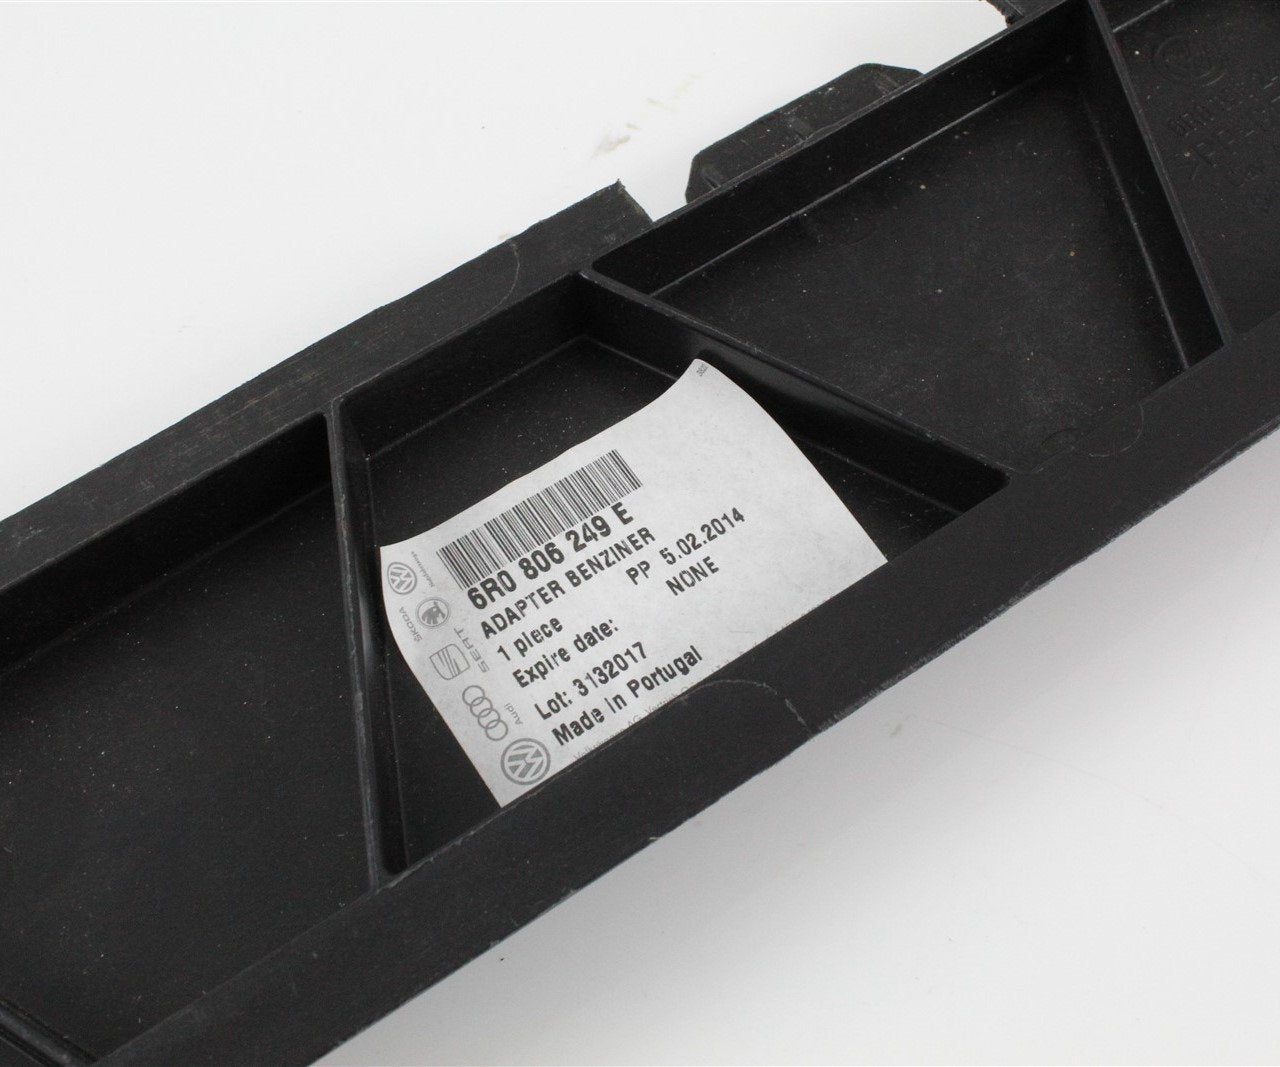 6R0 806 249 E
ADAPTER BENZINER
1 piece PP 5.02.2014
Expire date: NONE
Lot: 3132017
Made in Portugal
ŠKODA
SEAT
Audi